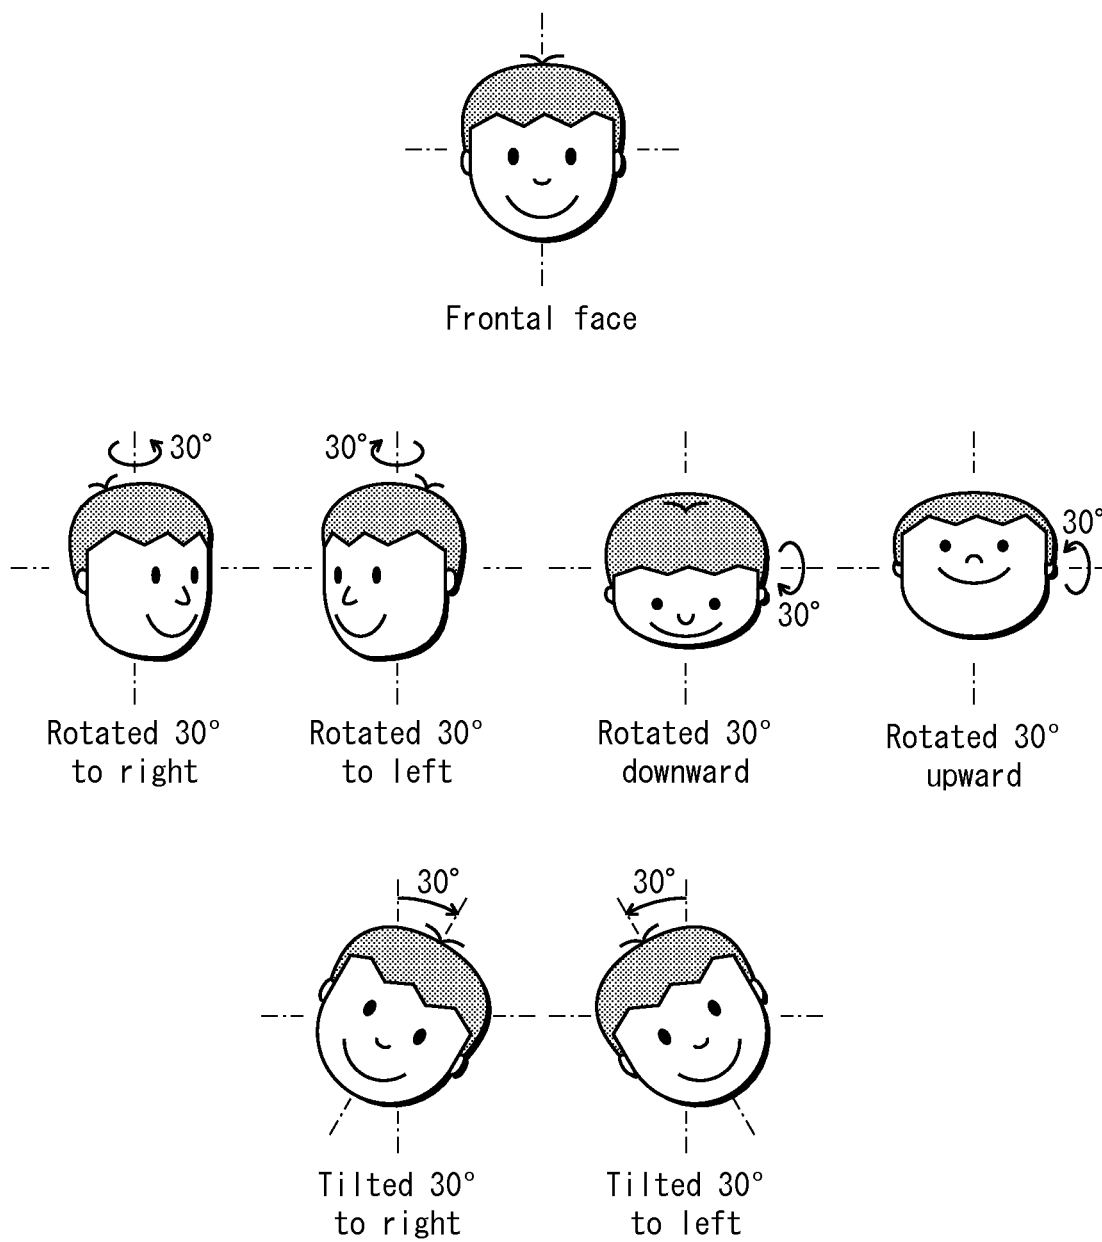 Frontal face
30°
30°
30°
30°
Rotated 30°
to right
Rotated 30°
to left
Rotated 30°
downward
Rotated 30°
upward
30°
30°
Tilted 30°
to right
Tilted 30°
to left